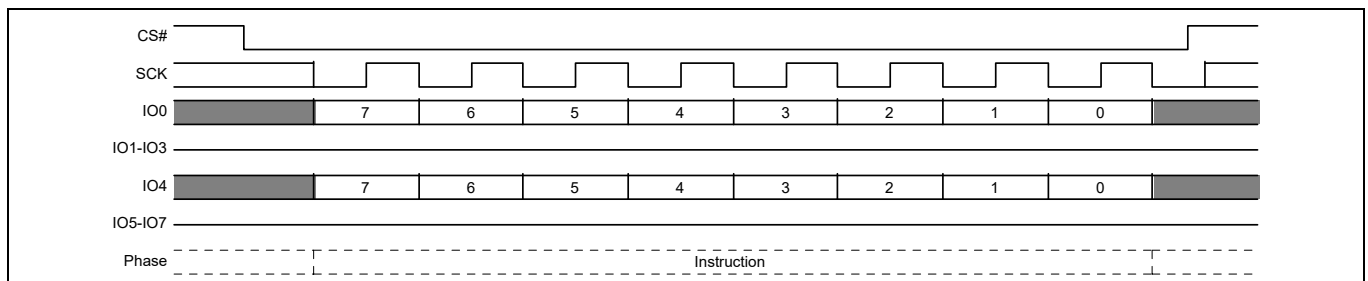 CS#
SCK
IO0 7 6 5 4 3 2 1 0
IO1-IO3
IO4 7 6 5 4 3 2 1 0
IO5-IO7
Phase Instruction